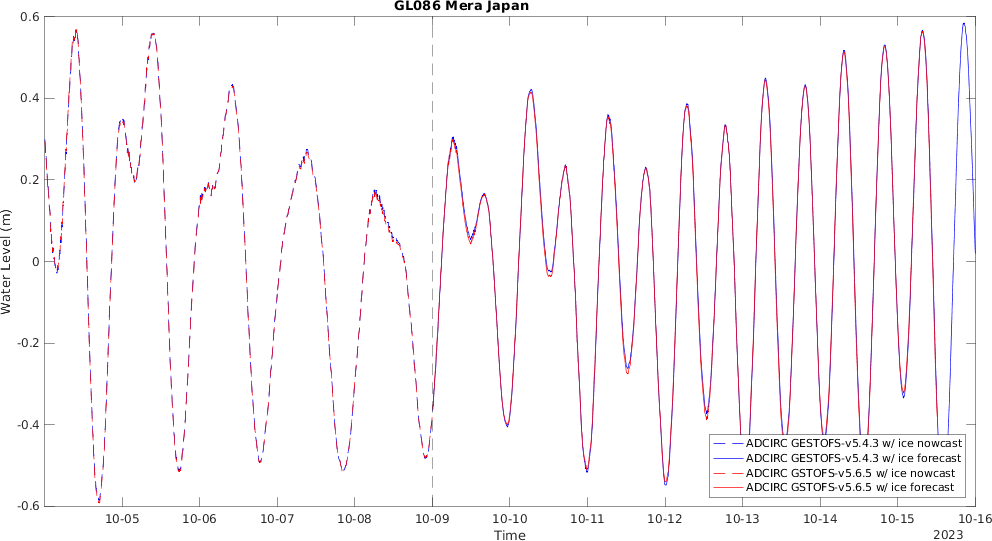 GL086 Mera Japan
0.6
0.4
0.2
0
-0.2
-0.4
-0.6
Water Level (m)
ADCIRC GESTOFS-v5.4.3 w/ ice nowcast
ADCIRC GESTOFS-v5.4.3 w/ ice forecast
ADCIRC GSTOFS-v5.6.5 w/ ice nowcast
ADCIRC GSTOFS-v5.6.5 w/ ice forecast
10-05 10-06 10-07 10-08 10-09 10-10 10-11 10-12 10-13 10-14 10-15 10-16
Time
2023